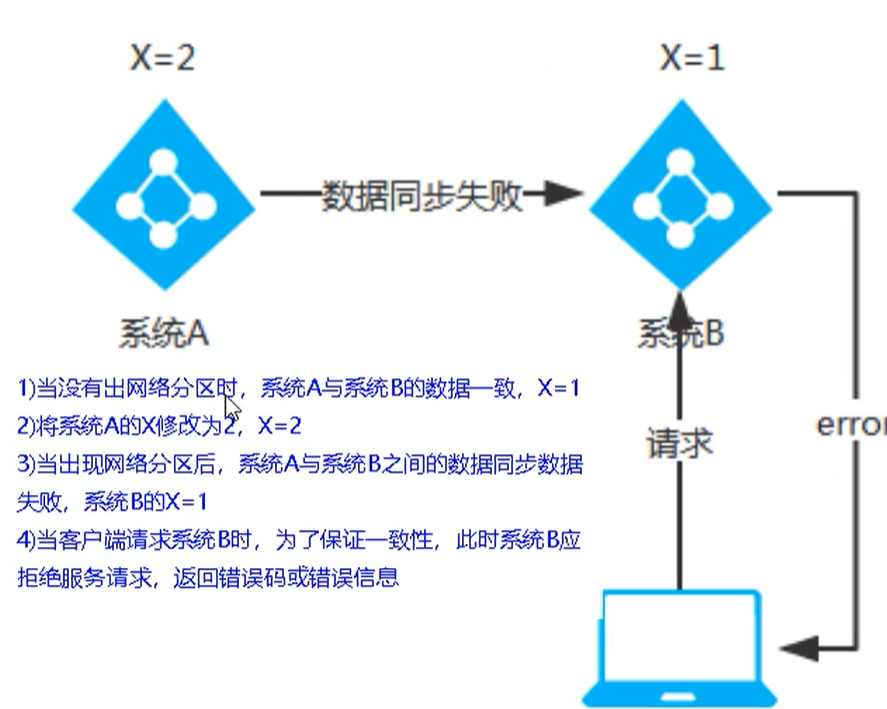 X=2
X=1
数据同步失败
系统A
系统B
1)当没有出网络分区时，系统A与系统B的数据一致，X=1
2)将系统A的X修改为2，X=2
3)当出现网络分区后，系统A与系统B之间的数据同步数据
失败，系统B的X=1
4)当客户端请求系统B时，为了保证一致性，此时系统B应
拒绝服务请求，返回错误码或错误信息
请求
error